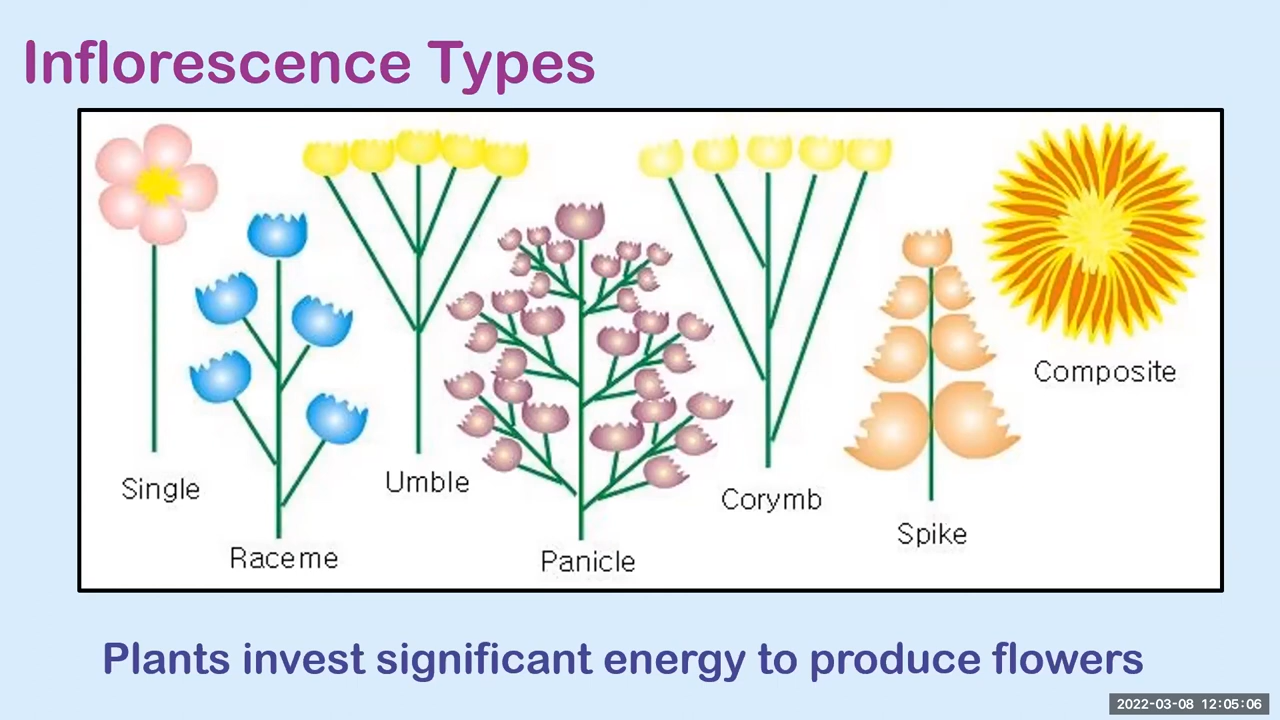 Inflorescence Types
Single
Raceme
Umble
Panicle
Corymb
Spike
Composite
Plants invest significant energy to produce flowers
2022-03-08 12:05:06